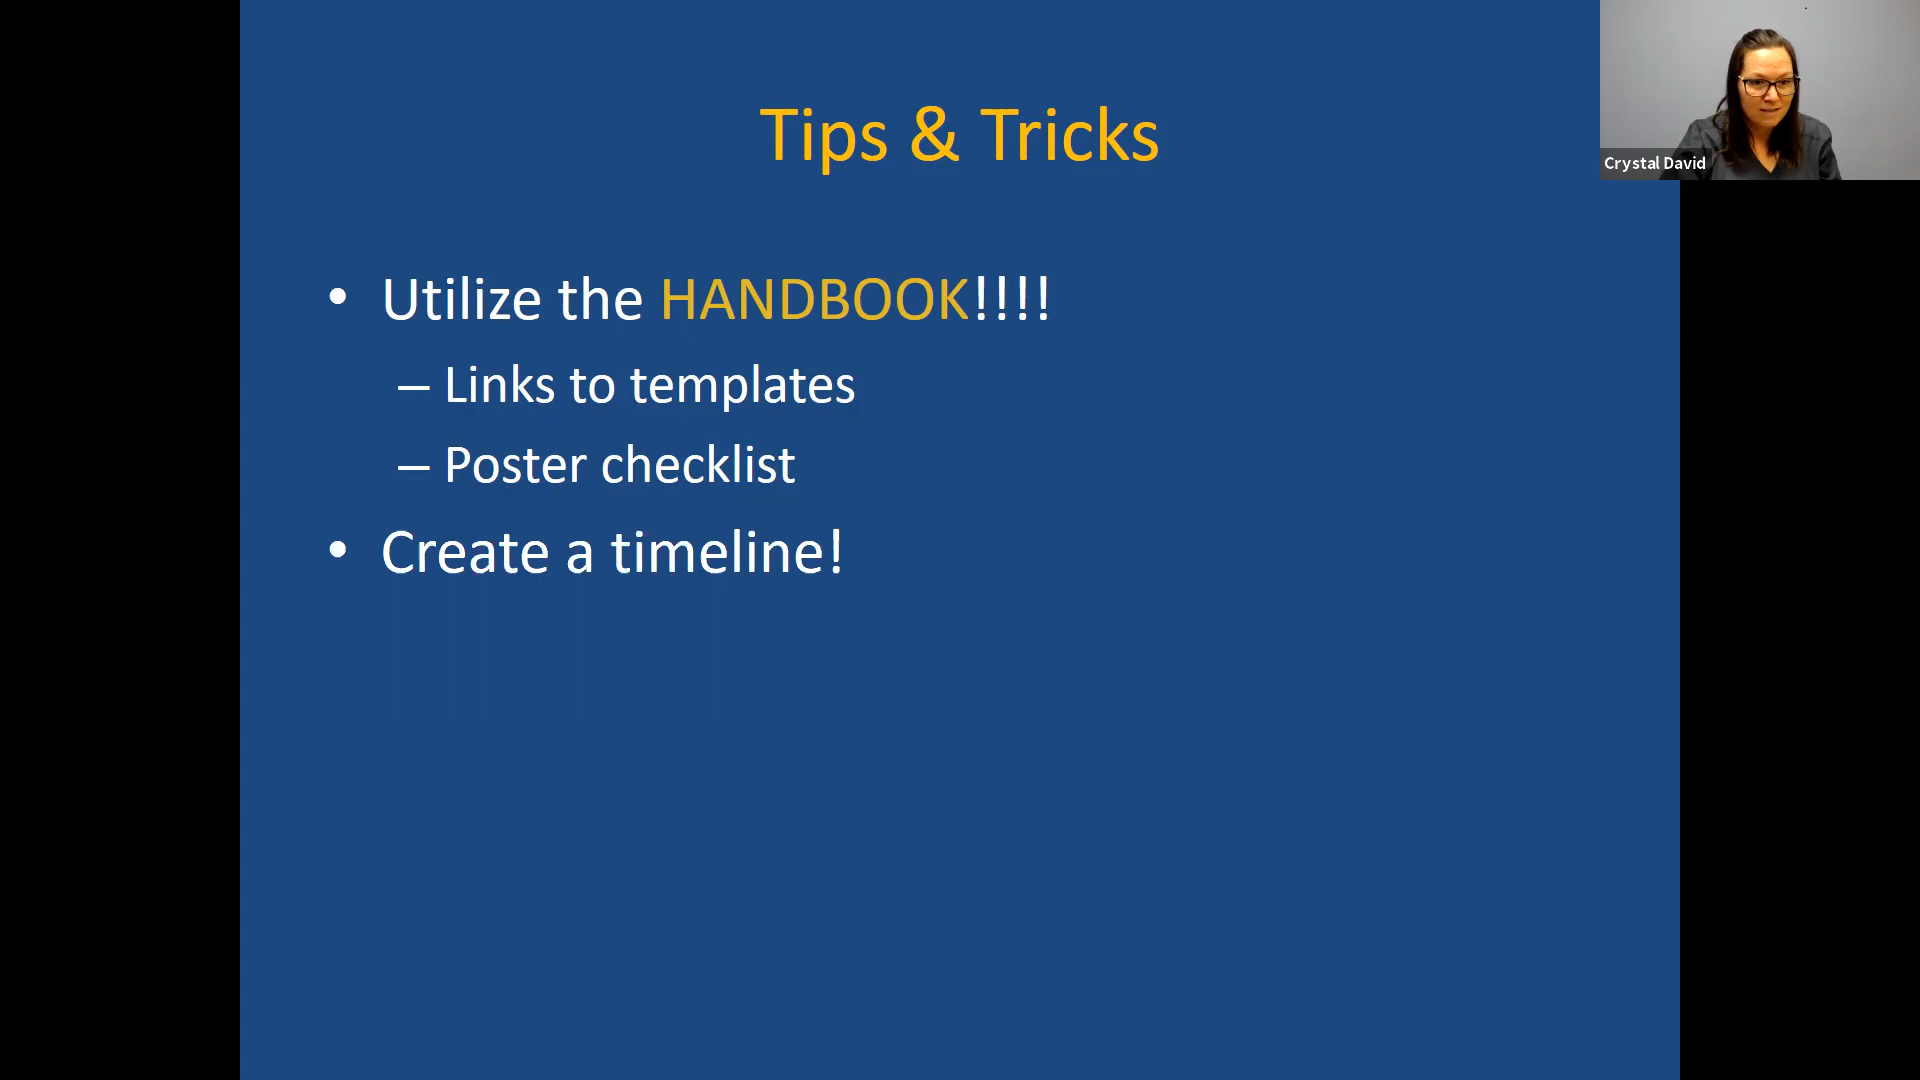 Tips & Tricks
• Utilize the HANDBOOK!!!!
– Links to templates
– Poster checklist
• Create a timeline!
Crystal David